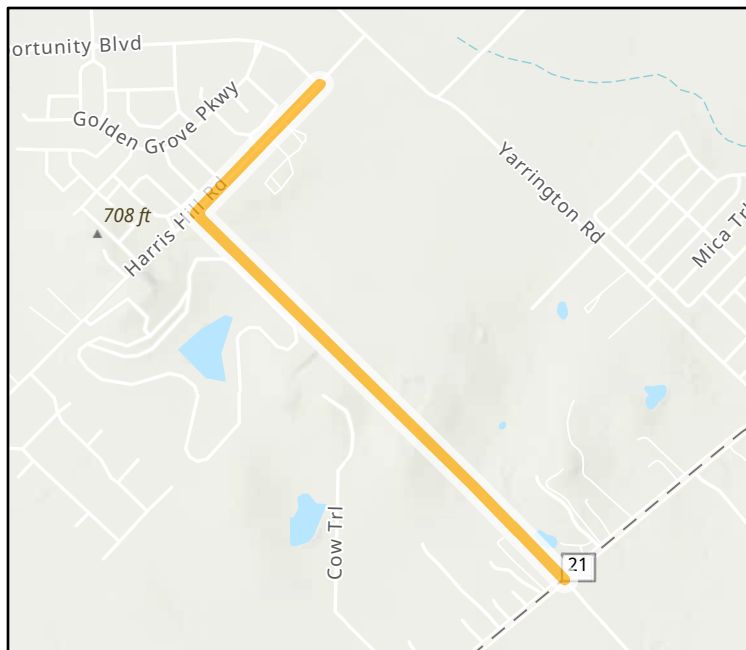 ortunity Blvd
Golden Grove Pkwy
Yarrington Rd
Harris Hill Rd
708 ft
Mica Trl
Cow Trl
21